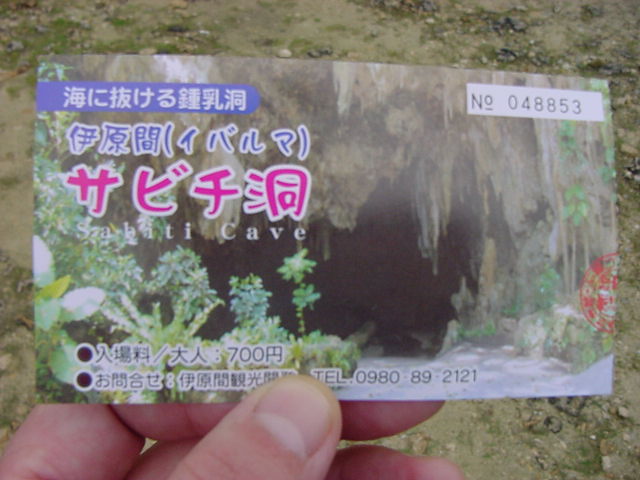 海に抜ける鍾乳洞
No 048853
伊原間(イバルマ)
サビチ洞
Sabiti Cave
●入場料/大人:700円
●お問合せ:伊原間観光開 TEL.0980-89-2121